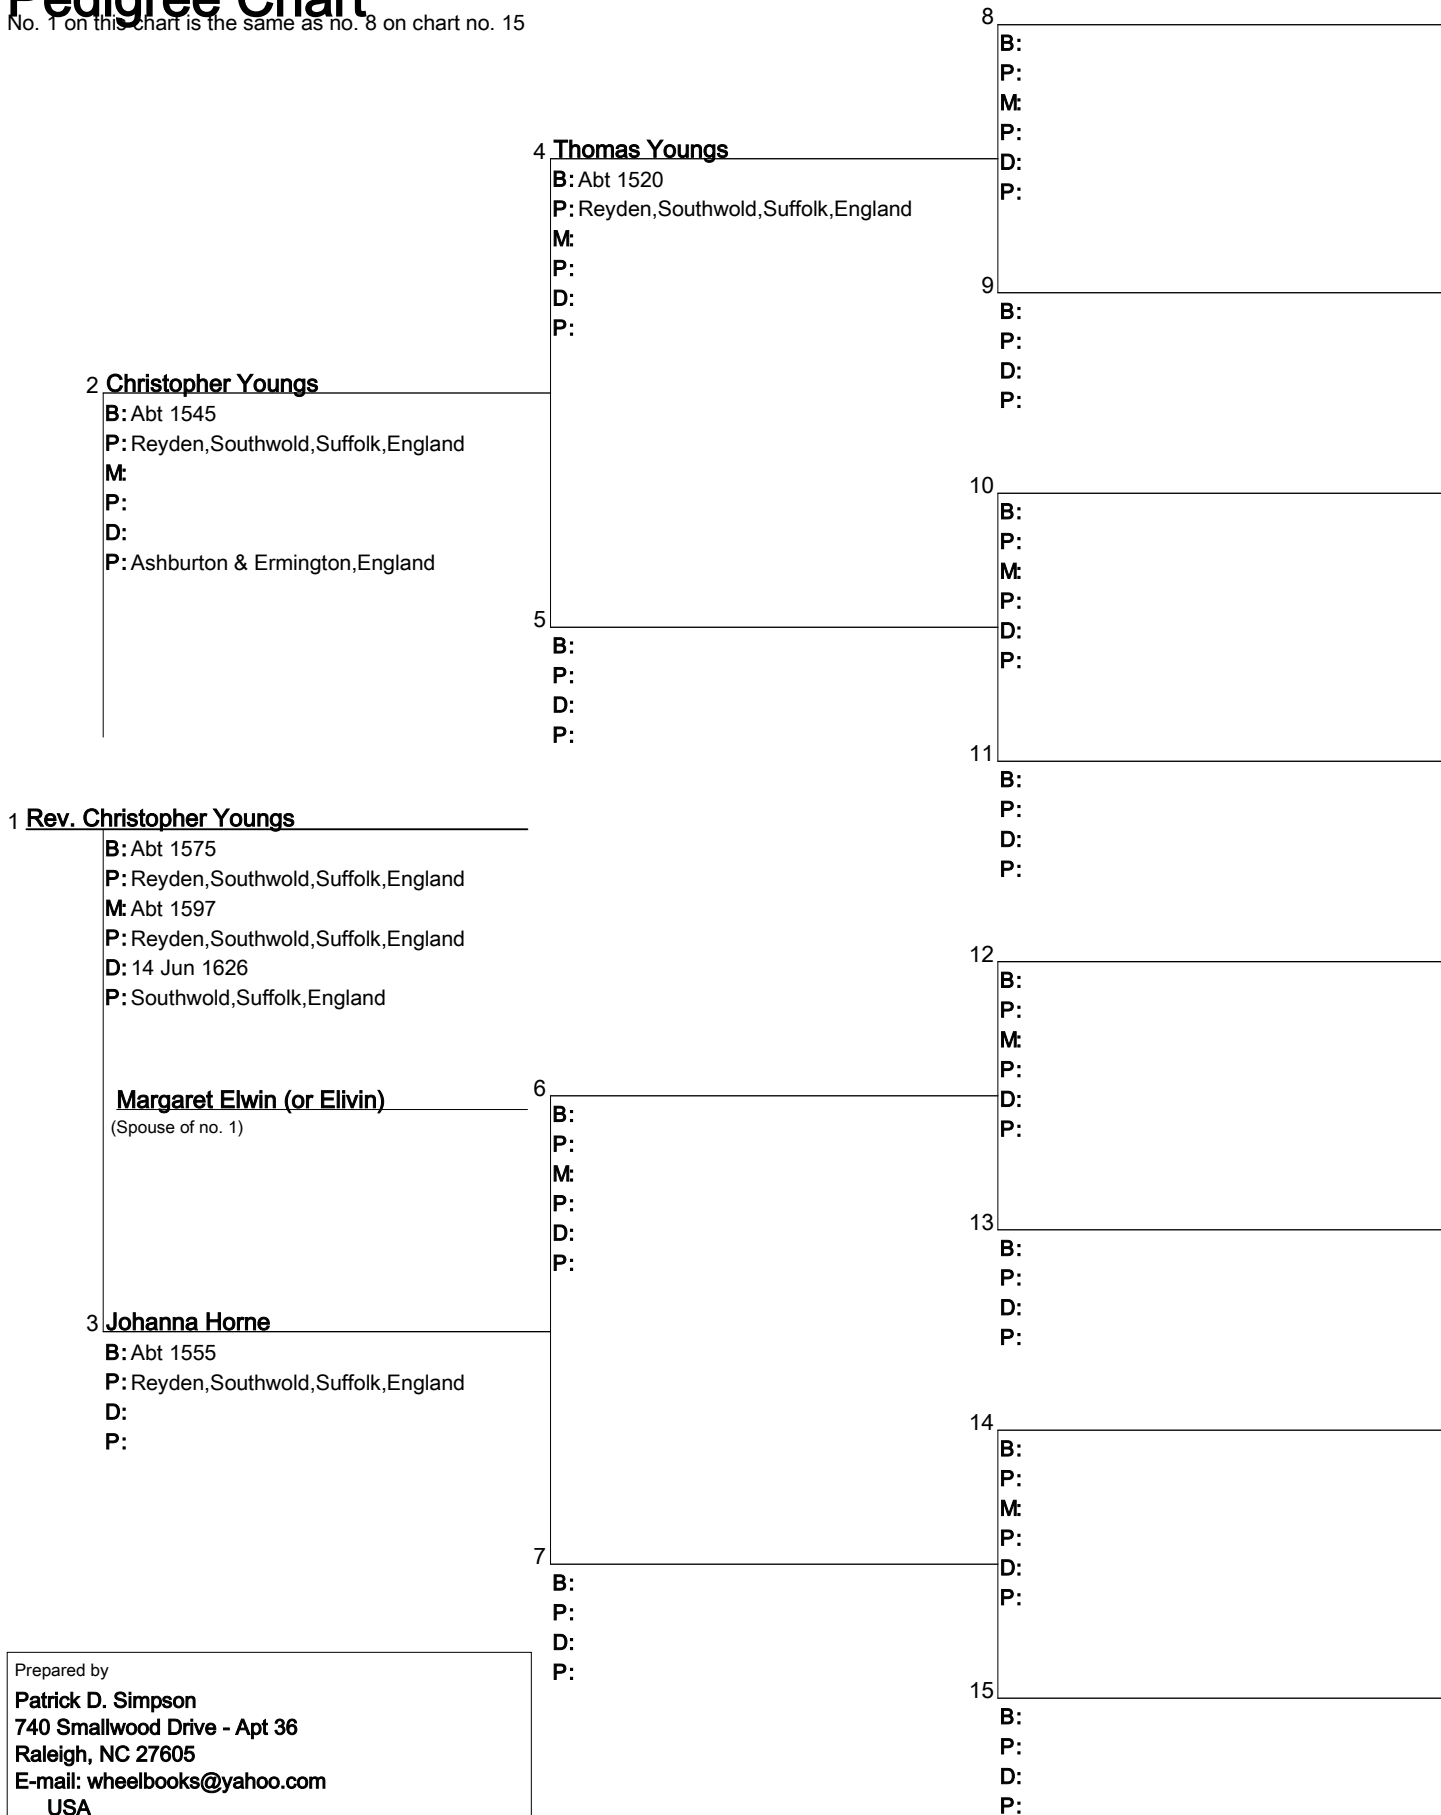 Pedigree Chart
No. 1 on this chart is the same as no. 8 on chart no. 15
8
B:
P:
M:
P:
D:
P:
4 Thomas Youngs
B: Abt 1520
P: Reyden,Southwold,Suffolk,England
M:
P:
D:
P:
9
B:
P:
D:
P:
2 Christopher Youngs
B: Abt 1545
P: Reyden,Southwold,Suffolk,England
M:
P:
D:
P: Ashburton & Ermington,England
10
B:
P:
M:
P:
D:
P:
5
B:
P:
D:
P:
11
B:
P:
D:
P:
1 Rev. Christopher Youngs
B: Abt 1575
P: Reyden,Southwold,Suffolk,England
M: Abt 1597
P: Reyden,Southwold,Suffolk,England
D: 14 Jun 1626
P: Southwold,Suffolk,England
12
B:
P:
M:
P:
D:
P:
Margaret Elwin (or Elivin)
(Spouse of no. 1)
6
B:
P:
M:
P:
D:
P:
13
B:
P:
D:
P:
3 Johanna Horne
B: Abt 1555
P: Reyden,Southwold,Suffolk,England
D:
P:
14
B:
P:
M:
P:
D:
P:
7
B:
P:
D:
P:
15
B:
P:
D:
P:
Prepared by
Patrick D. Simpson
740 Smallwood Drive - Apt 36
Raleigh, NC 27605
E-mail: wheelbooks@yahoo.com
USA